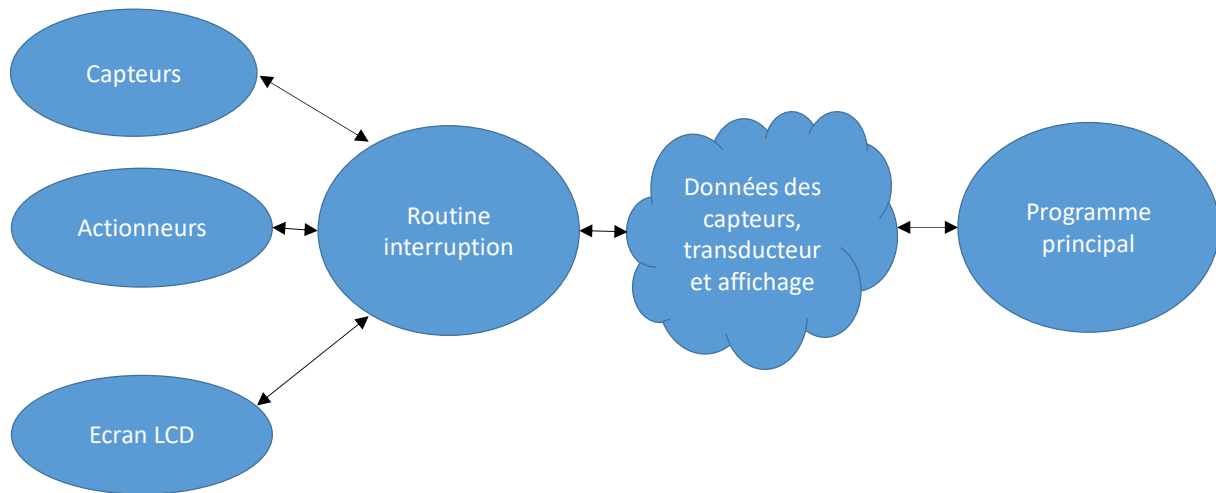 Capteurs
Actionneurs
Ecran LCD
Routine
interruption
Données des
capteurs,
transducteur
et affichage
Programme
principal